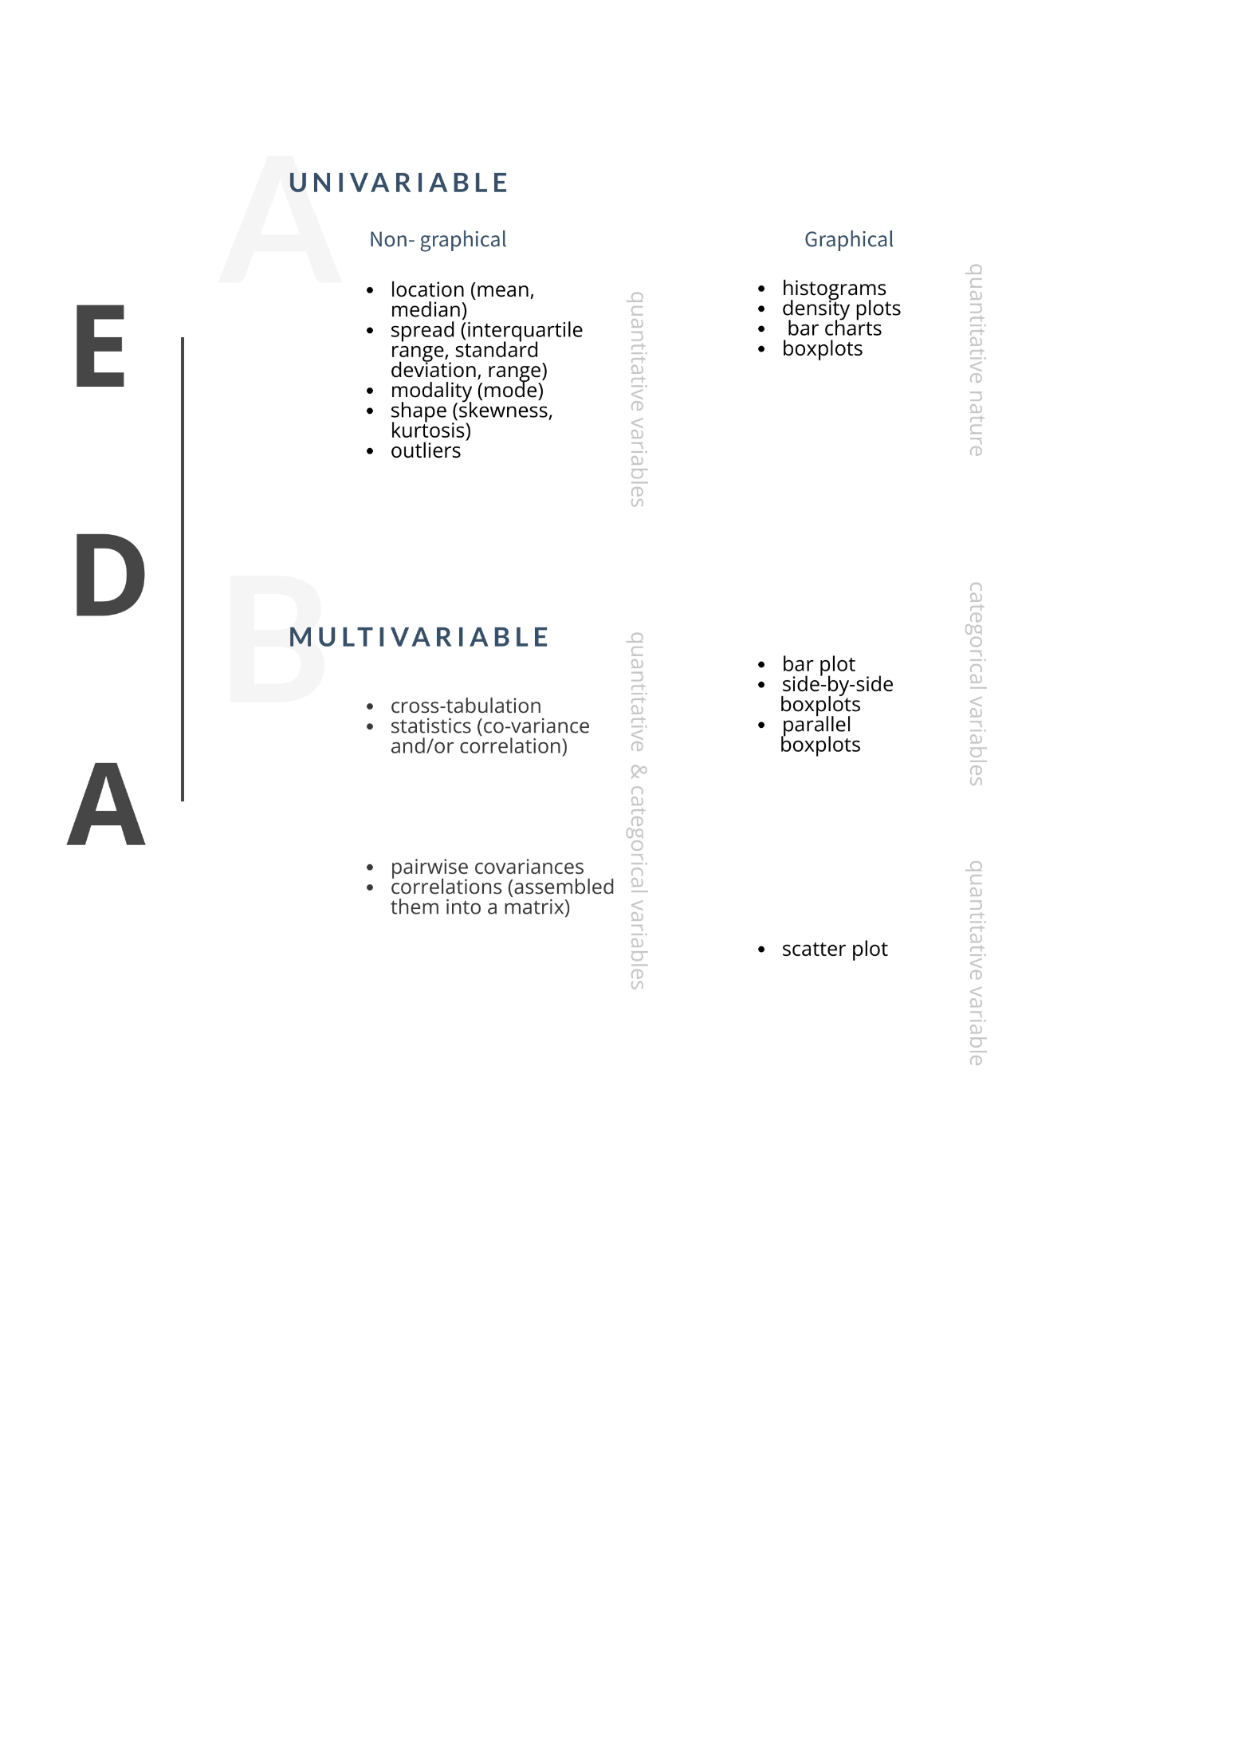 E
D
A
A
UNIVARIABLE
Non- graphical
location (mean,
median)
spread (interquartile
range, standard
deviation, range)
modality (mode)
shape (skewness,
kurtosis)
outliers
quantitative variables
Graphical
histograms
density plots
bar charts
boxplots
quantitative nature
B
MULTIVARIABLE
cross-tabulation
statistics (co-variance
and/or correlation)
pairwise covariances
correlations (assembled
them into a matrix)
quantitative & categorical variables
bar plot
side-by-side
boxplots
parallel
boxplots
categorical variables
scatter plot
quantitative variable